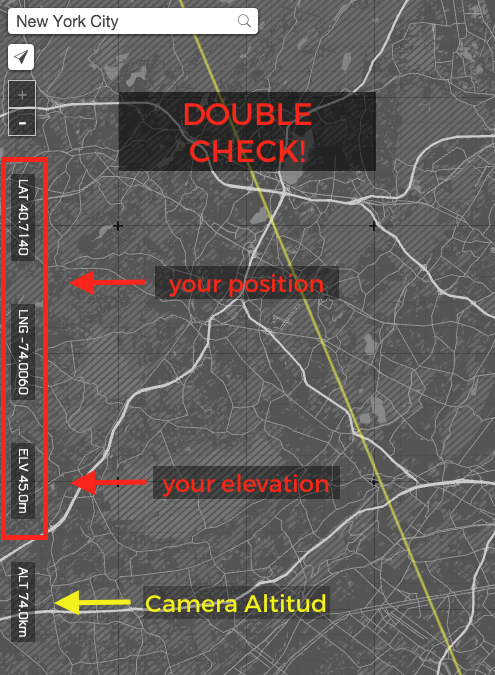 New York City
+
-
DOUBLE
CHECK!
LAT 40.7140
your position
LNG -74.0060
ELV 45.0m
your elevation
ALT 74.0km
Camera Altitud